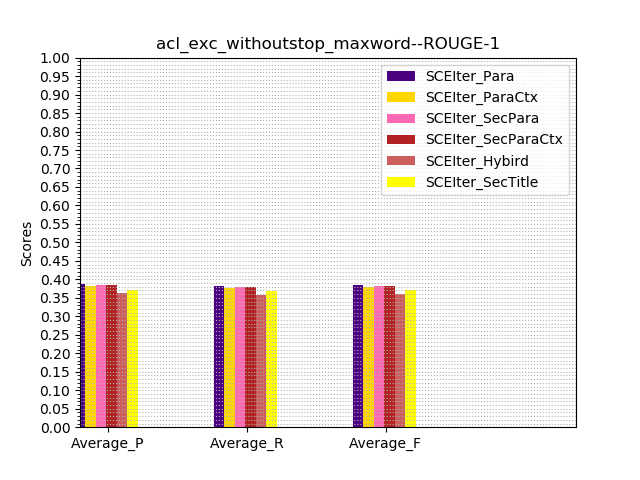 acl_exc_withoutstop_maxword--ROUGE-1
1.00
0.95
0.90
0.85
0.80
0.75
0.70
0.65
0.60
0.55
0.50
0.45
0.40
0.35
0.30
0.25
0.20
0.15
0.10
0.05
0.00
Scores
SCEIter_Para
SCEIter_ParaCtx
SCEIter_SecPara
SCEIter_SecParaCtx
SCEIter_Hybird
SCEIter_SecTitle
Average_P Average_R Average_F